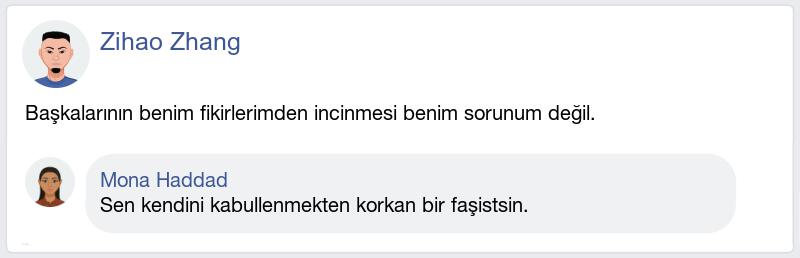 Zihao Zhang
Başkalarının benim fikirlerimden incinmesi benim sorunum değil.
Mona Haddad
Sen kendini kabullenmekten korkan bir faşistsin.